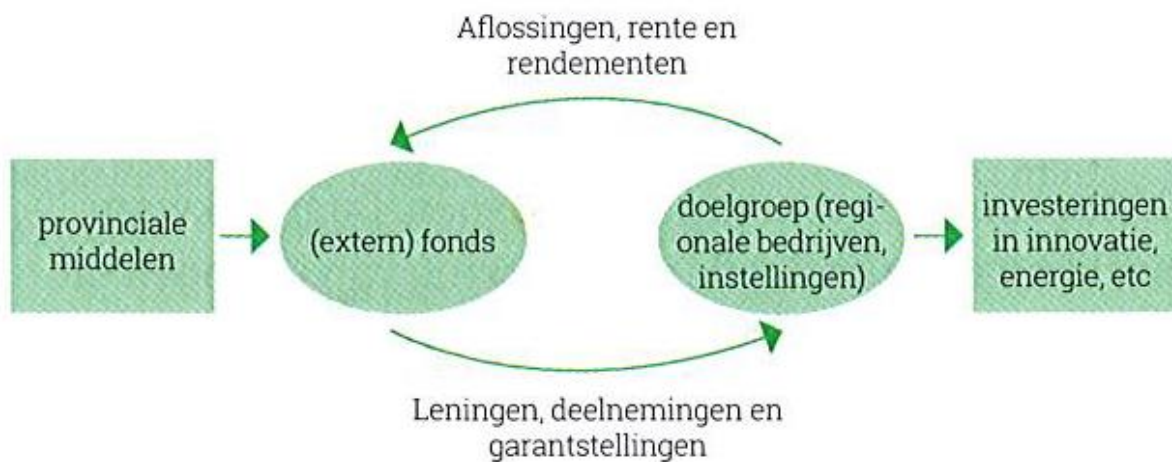 Aflossingen, rente en
rendementen
provinciale
middelen
(extern) fonds
doelgroep (regi-
onale bedrijven,
instellingen)
investeringen
in innovatie,
energie, etc
Leningen, deelnemingen en
garantstellingen